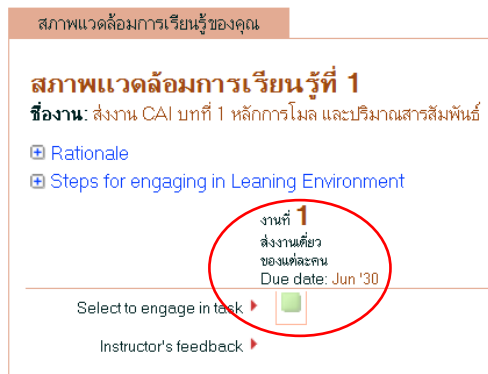 สภาพแวดล้อมการเรียนรู้ของคุณ
สภาพแวดล้อมการเรียนรู้ที่ 1
ชื่องาน: ส่งงาน CAI บทที่ 1 หลักการโมล และปริมาณสารสัมพันธ์
Rationale
Steps for engaging in Leaning Environment
งานที่ 1
ส่งงานเดี่ยว
ของแต่ละคน
Due date: Jun '30
Select to engage in task
Instructor's feedback